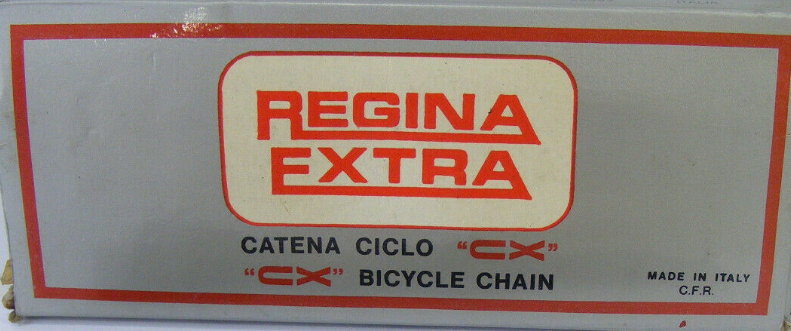 REGINA
EXTRA
CATENA CICLO "CX"
"CX" BICYCLE CHAIN
MADE IN ITALY
C.F.R.